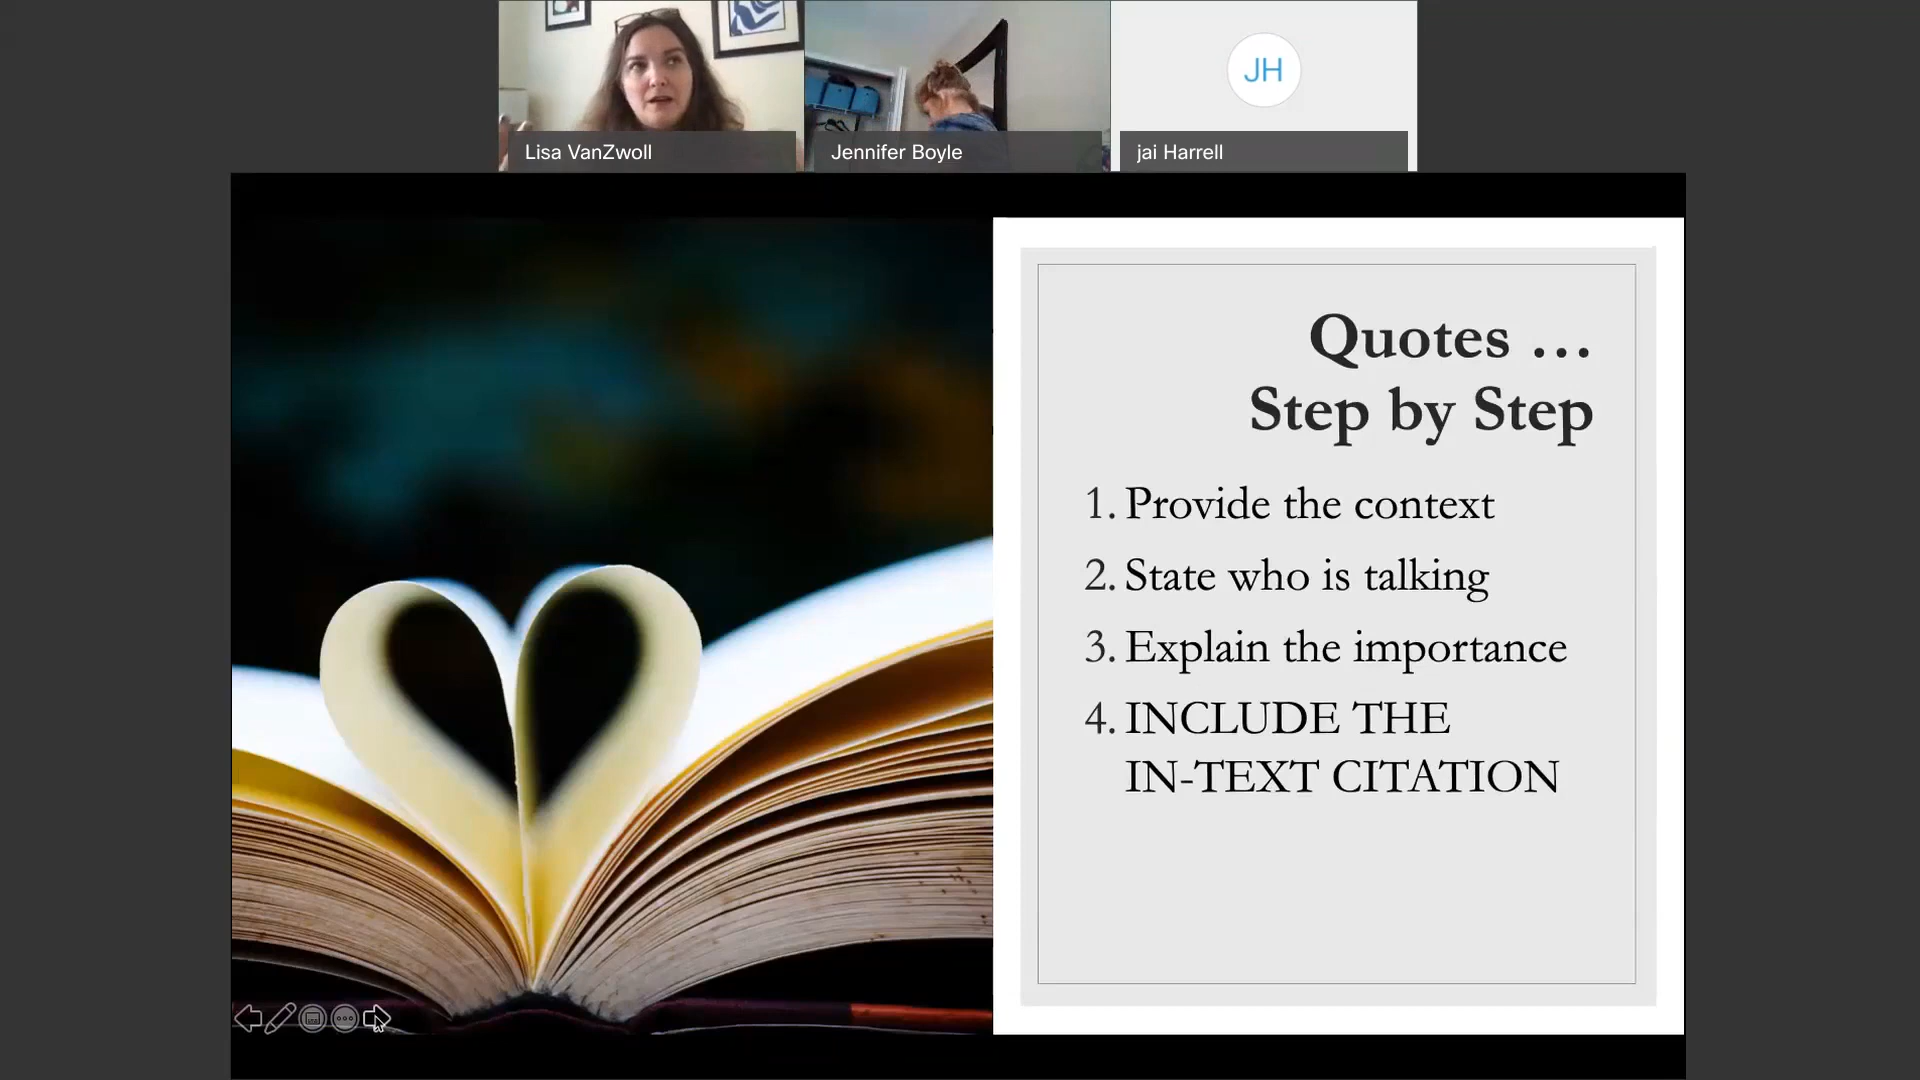 JH
Lisa VanZwoll
Jennifer Boyle
jai Harrell
Quotes …
Step by Step
1. Provide the context
2. State who is talking
3. Explain the importance
4. INCLUDE THE
IN-TEXT CITATION